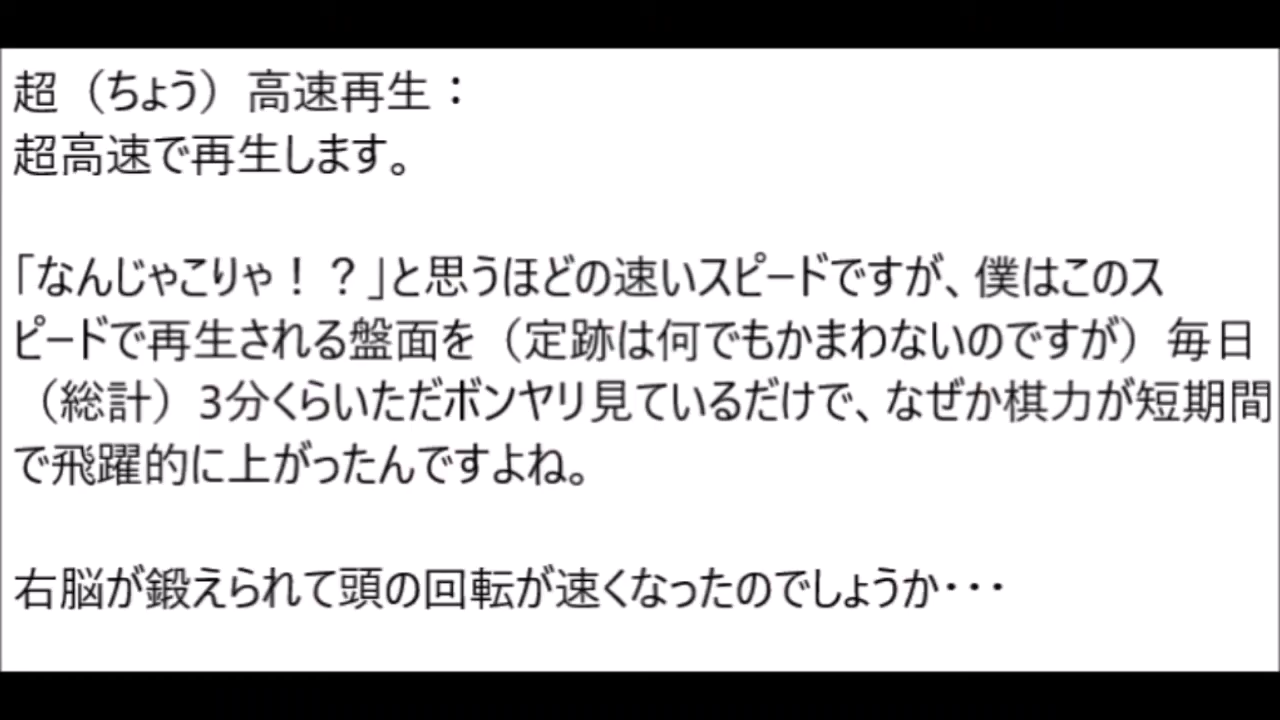 超（ちょう）高速再生：
超高速で再生します。
「なんじゃこりゃ！？」と思うほどの速いスピードですが、僕はこのス
ピードで再生される盤面を（定跡は何でもかまわないのですが）毎日
（総計）3分くらいただボンヤリ見ているだけで、なぜか棋力が短期間
で飛躍的に上がったんですよね。
右脳が鍛えられて頭の回転が速くなったのでしょうか・・・